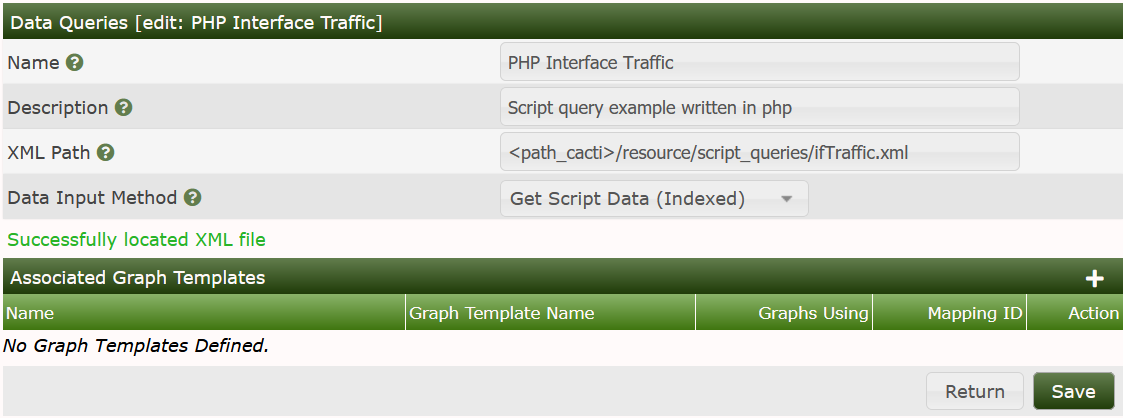 Data Queries [edit: PHP Interface Traffic]
Name ? PHP Interface Traffic
Description ? Script query example written in php
XML Path ? <path_cacti>/resource/script_queries/ifTraffic.xml
Data Input Method ? Get Script Data (Indexed)
Successfully located XML file
Associated Graph Templates +
Name Graph Template Name Graphs Using Mapping ID Action
No Graph Templates Defined.
Return Save